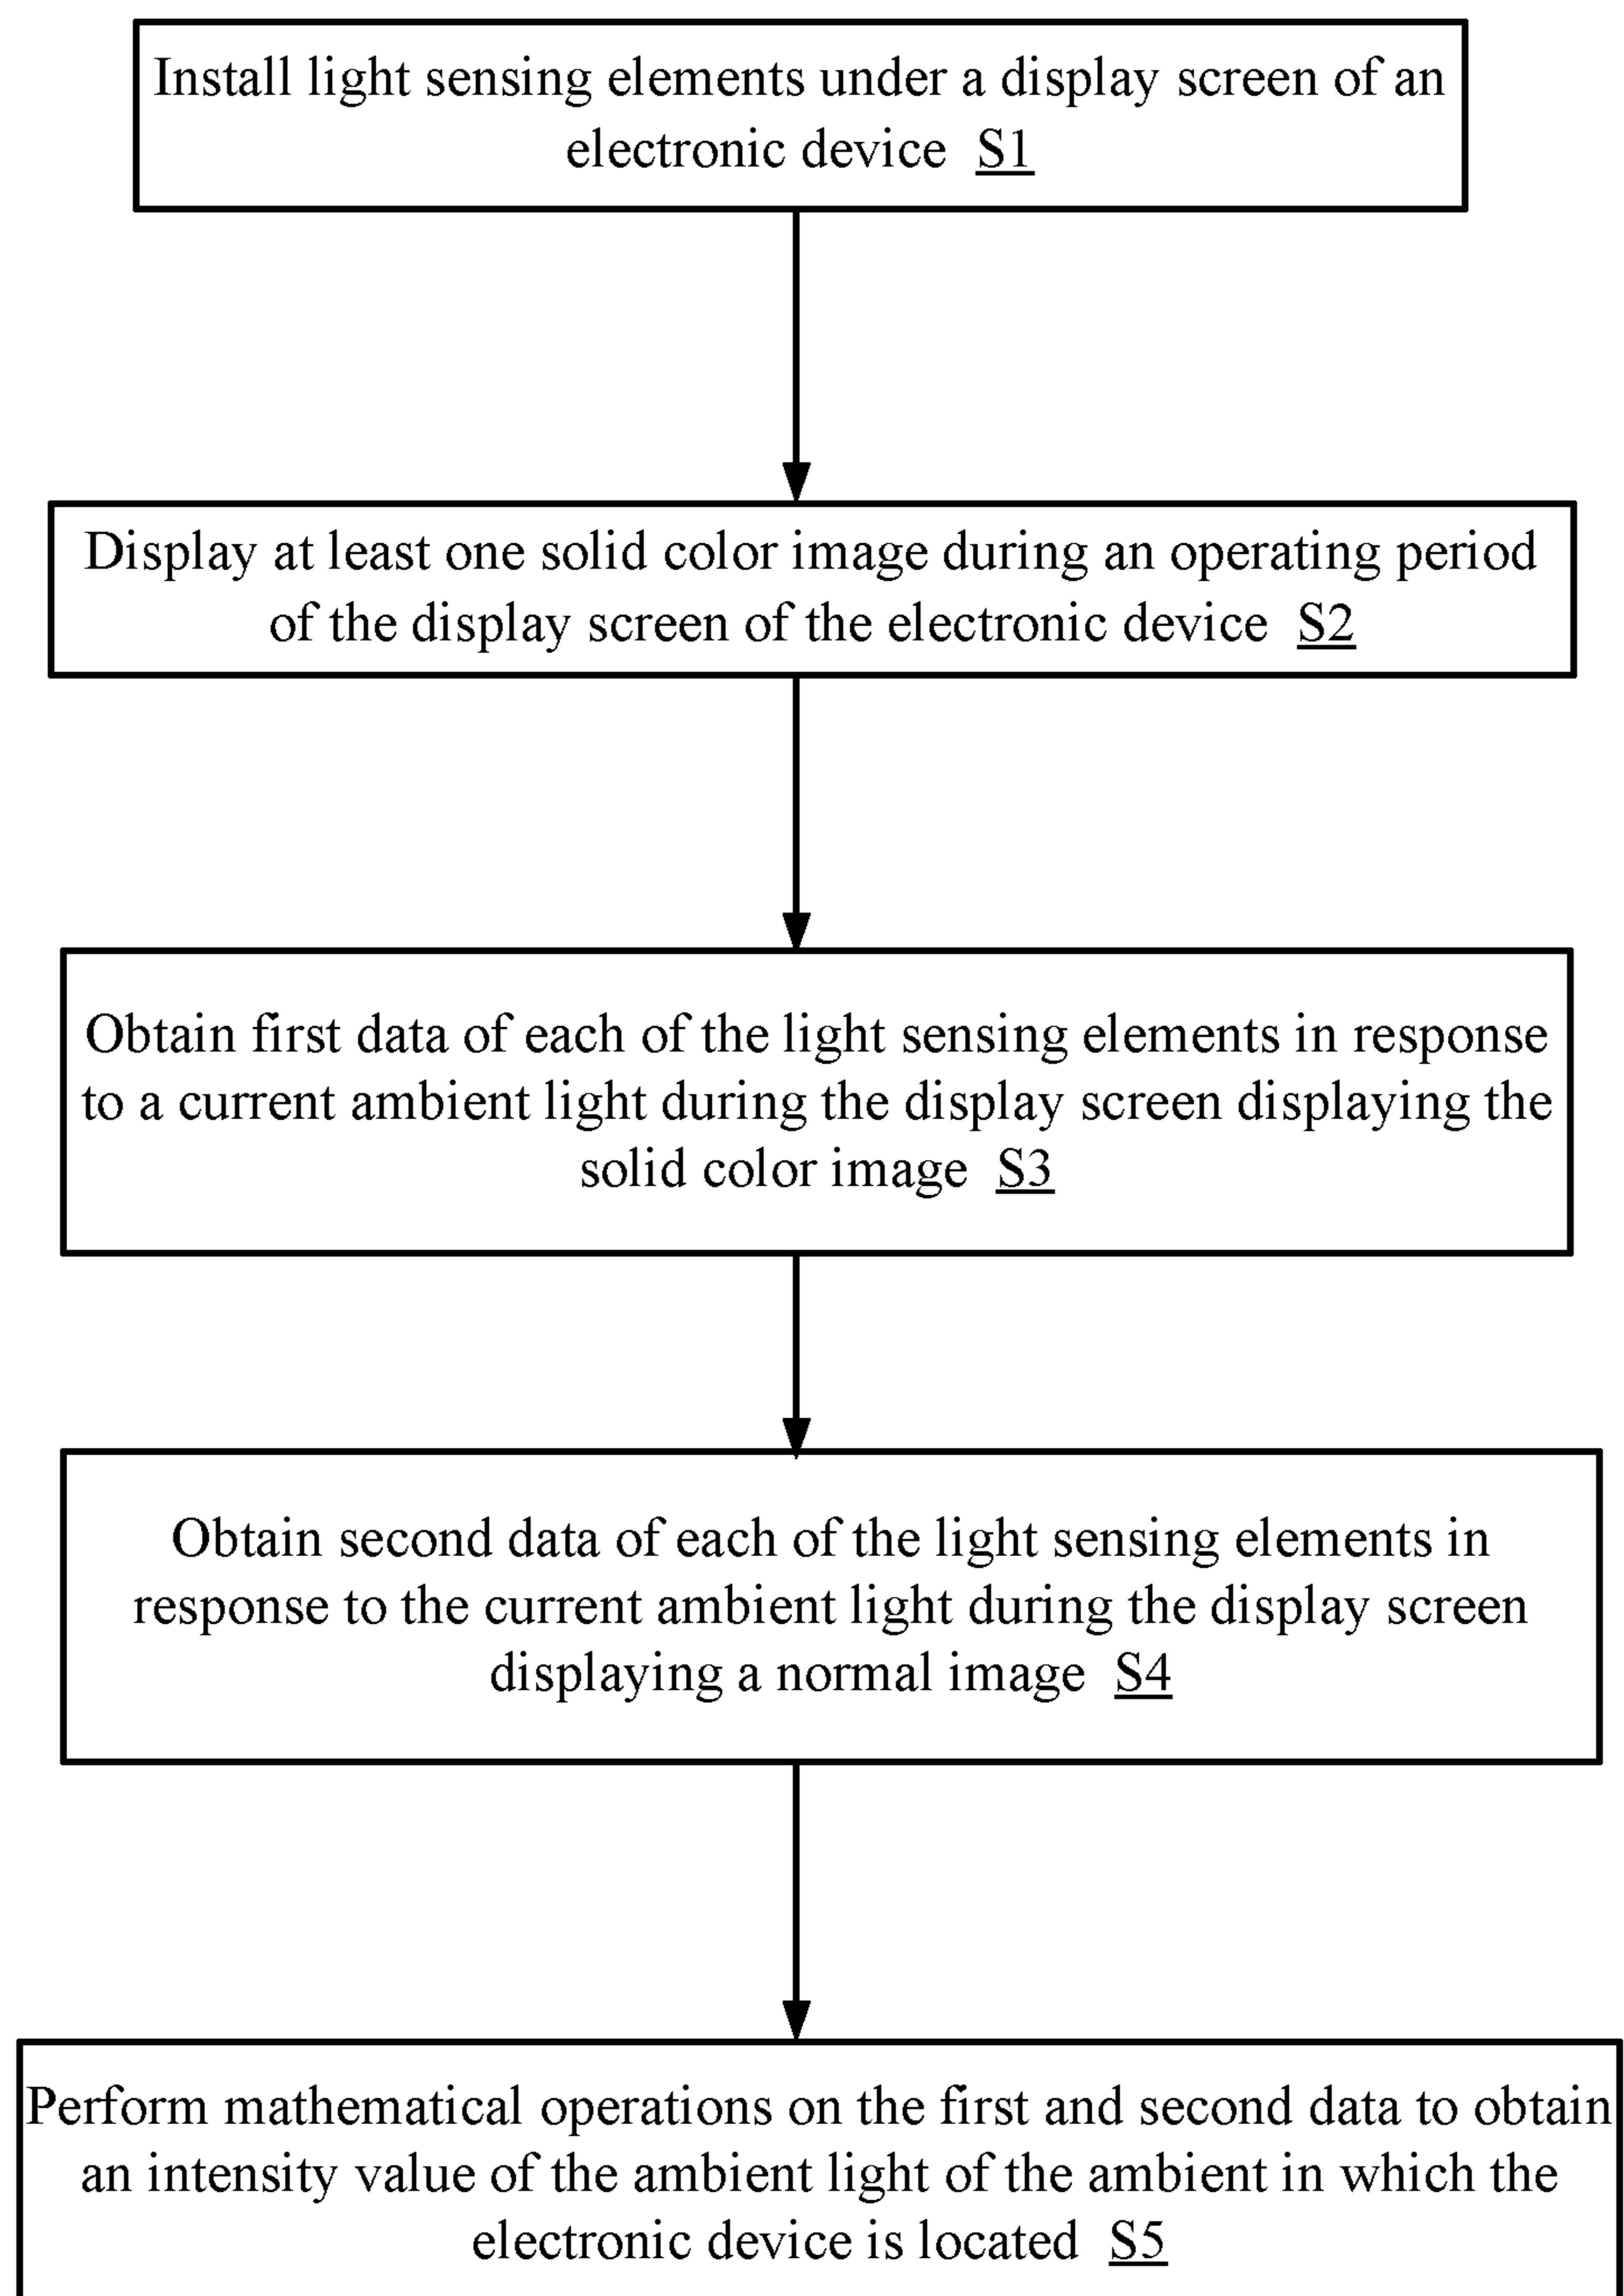 Install light sensing elements under a display screen of an
electronic device S1
Display at least one solid color image during an operating period
of the display screen of the electronic device S2
Obtain first data of each of the light sensing elements in response
to a current ambient light during the display screen displaying the
solid color image S3
Obtain second data of each of the light sensing elements in
response to the current ambient light during the display screen
displaying a normal image S4
Perform mathematical operations on the first and second data to obtain
an intensity value of the ambient light of the ambient in which the
electronic device is located S5